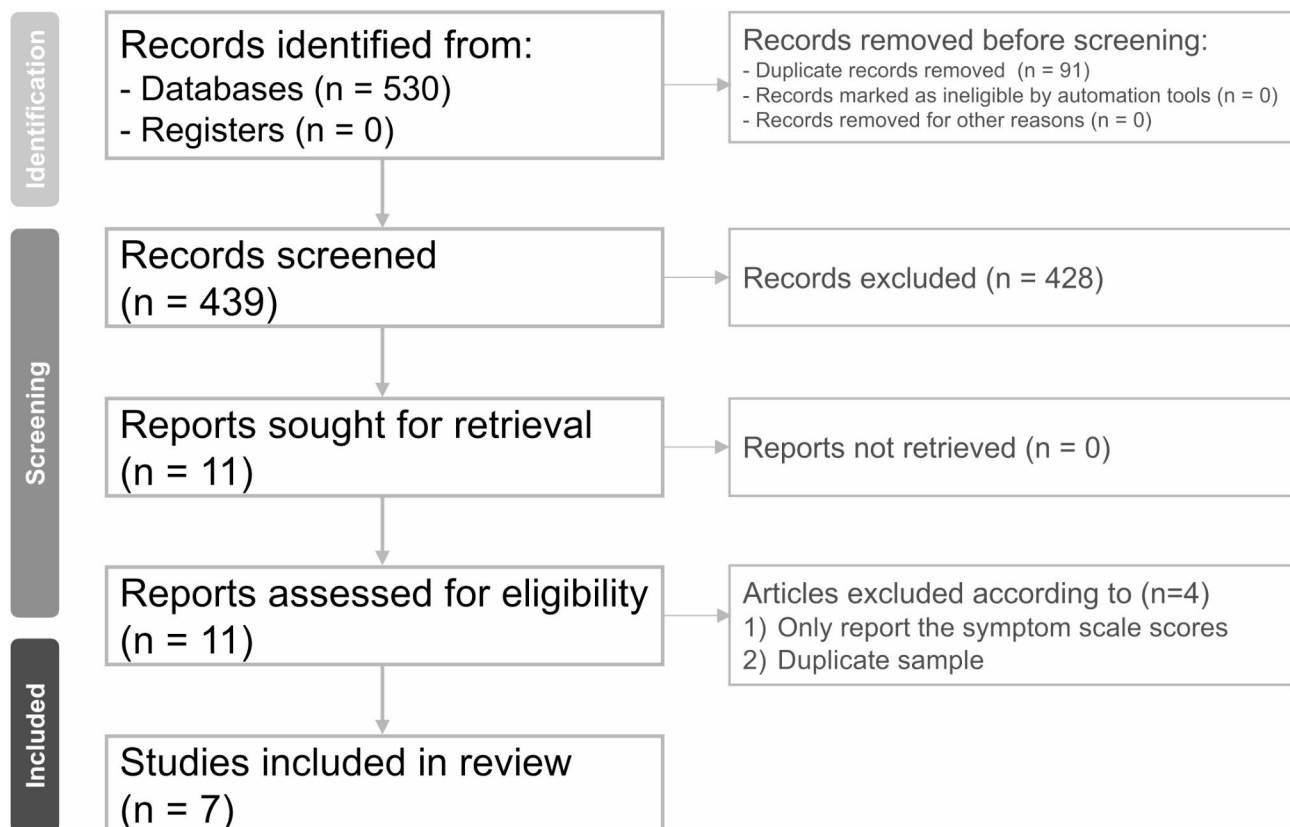 Identification
Records identified from:
- Databases (n = 530)
- Registers (n = 0)
Records removed before screening:
- Duplicate records removed  (n = 91)
- Records marked as ineligible by automation tools (n = 0)
- Records removed for other reasons (n = 0)
Screening
Records screened
(n = 439)
Records excluded (n = 428)
Reports sought for retrieval
(n = 11)
Reports not retrieved (n = 0)
Reports assessed for eligibility
(n = 11)
Articles excluded according to (n=4)
1) Only report the symptom scale scores
2) Duplicate sample
Included
Studies included in review
(n = 7)